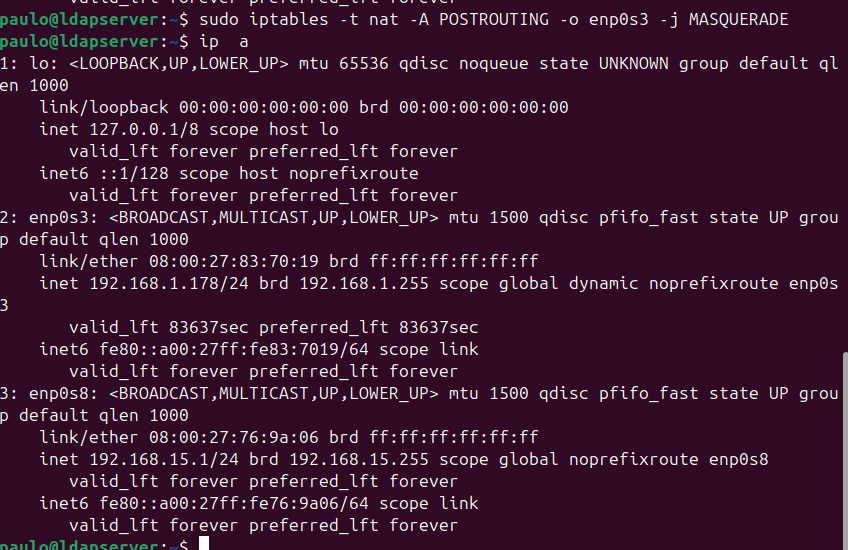 valid_lft forever preferred_lft forever
paulo@ldapserver:~$ sudo iptables -t nat -A POSTROUTING -o enp0s3 -j MASQUERADE
paulo@ldapserver:~$ ip  a
1: lo: <LOOPBACK,UP,LOWER_UP> mtu 65536 qdisc noqueue state UNKNOWN group default ql
en 1000
    link/loopback 00:00:00:00:00:00 brd 00:00:00:00:00:00
    inet 127.0.0.1/8 scope host lo
       valid_lft forever preferred_lft forever
    inet6 ::1/128 scope host noprefixroute
       valid_lft forever preferred_lft forever
2: enp0s3: <BROADCAST,MULTICAST,UP,LOWER_UP> mtu 1500 qdisc pfifo_fast state UP grou
p default qlen 1000
    link/ether 08:00:27:83:70:19 brd ff:ff:ff:ff:ff:ff
    inet 192.168.1.178/24 brd 192.168.1.255 scope global dynamic noprefixroute enp0s
3
       valid_lft 83637sec preferred_lft 83637sec
    inet6 fe80::a00:27ff:fe83:7019/64 scope link
       valid_lft forever preferred_lft forever
3: enp0s8: <BROADCAST,MULTICAST,UP,LOWER_UP> mtu 1500 qdisc pfifo_fast state UP grou
p default qlen 1000
    link/ether 08:00:27:76:9a:06 brd ff:ff:ff:ff:ff:ff
    inet 192.168.15.1/24 brd 192.168.15.255 scope global noprefixroute enp0s8
       valid_lft forever preferred_lft forever
    inet6 fe80::a00:27ff:fe76:9a06/64 scope link
       valid_lft forever preferred_lft forever
paulo@ldapserver:~$